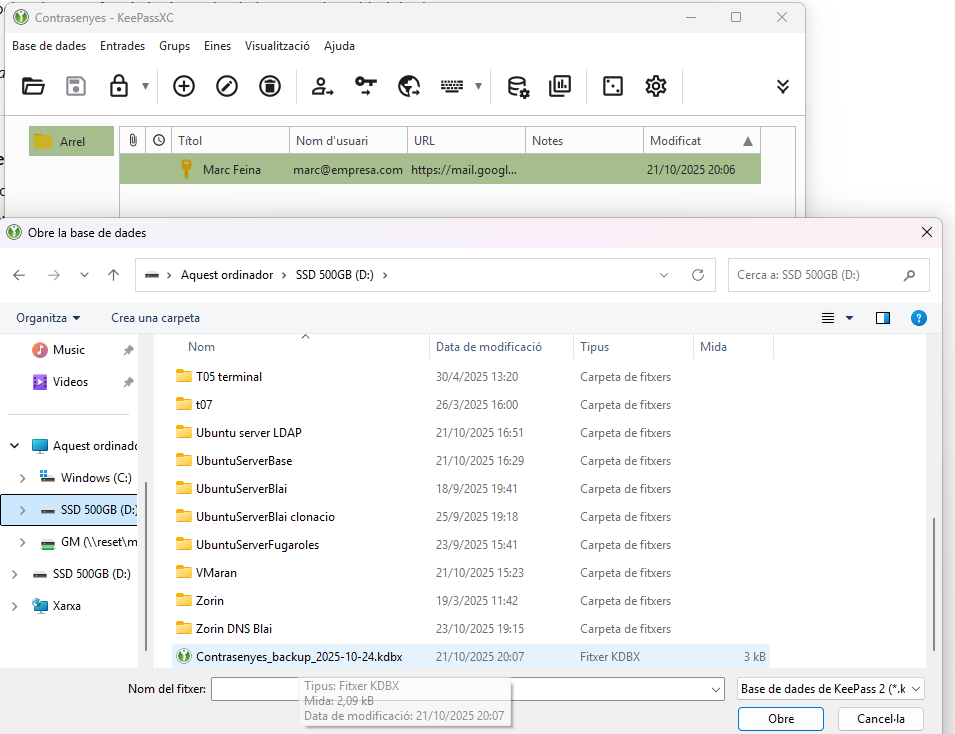 Contrasenyes - KeePassXC
Base de dades Entrades Grups Eines Visualització Ajuda
Arrel
Títol Nom d'usuari URL Notes Modificat
Marc Feina marc@empresa.com https://mail.googl... 21/10/2025 20:06
Obre la base de dades
Aquest ordinador SSD 500GB (D:)
Cerca a: SSD 500GB (D:)
Organitza Crea una carpeta
Music
Videos
Aquest ordinadc
Windows (C:)
SSD 500GB (D:)
GM (\\reset\m
SSD 500GB (D:)
Xarxa
Nom Data de modificació Tipus Mida
T05 terminal 30/4/2025 13:20 Carpeta de fitxers
t07 26/3/2025 16:00 Carpeta de fitxers
Ubuntu server LDAP 21/10/2025 16:51 Carpeta de fitxers
UbuntuServerBase 21/10/2025 16:29 Carpeta de fitxers
UbuntuServerBlai 18/9/2025 19:41 Carpeta de fitxers
UbuntuServerBlai clonacio 25/9/2025 19:18 Carpeta de fitxers
UbuntuServerFugaroles 23/9/2025 15:41 Carpeta de fitxers
VMaran 21/10/2025 15:23 Carpeta de fitxers
Zorin 19/3/2025 11:42 Carpeta de fitxers
Zorin DNS Blai 23/10/2025 19:15 Carpeta de fitxers
Contrasenyes_backup_2025-10-24.kdbx 21/10/2025 20:07 Fitxer KDBX 3 kB
Nom del fitxer:
Tipus: Fitxer KDBX
Mida: 2,09 kB
Data de modificació: 21/10/2025 20:07
Base de dades de KeePass 2 (*.k
Obre Cancel·la